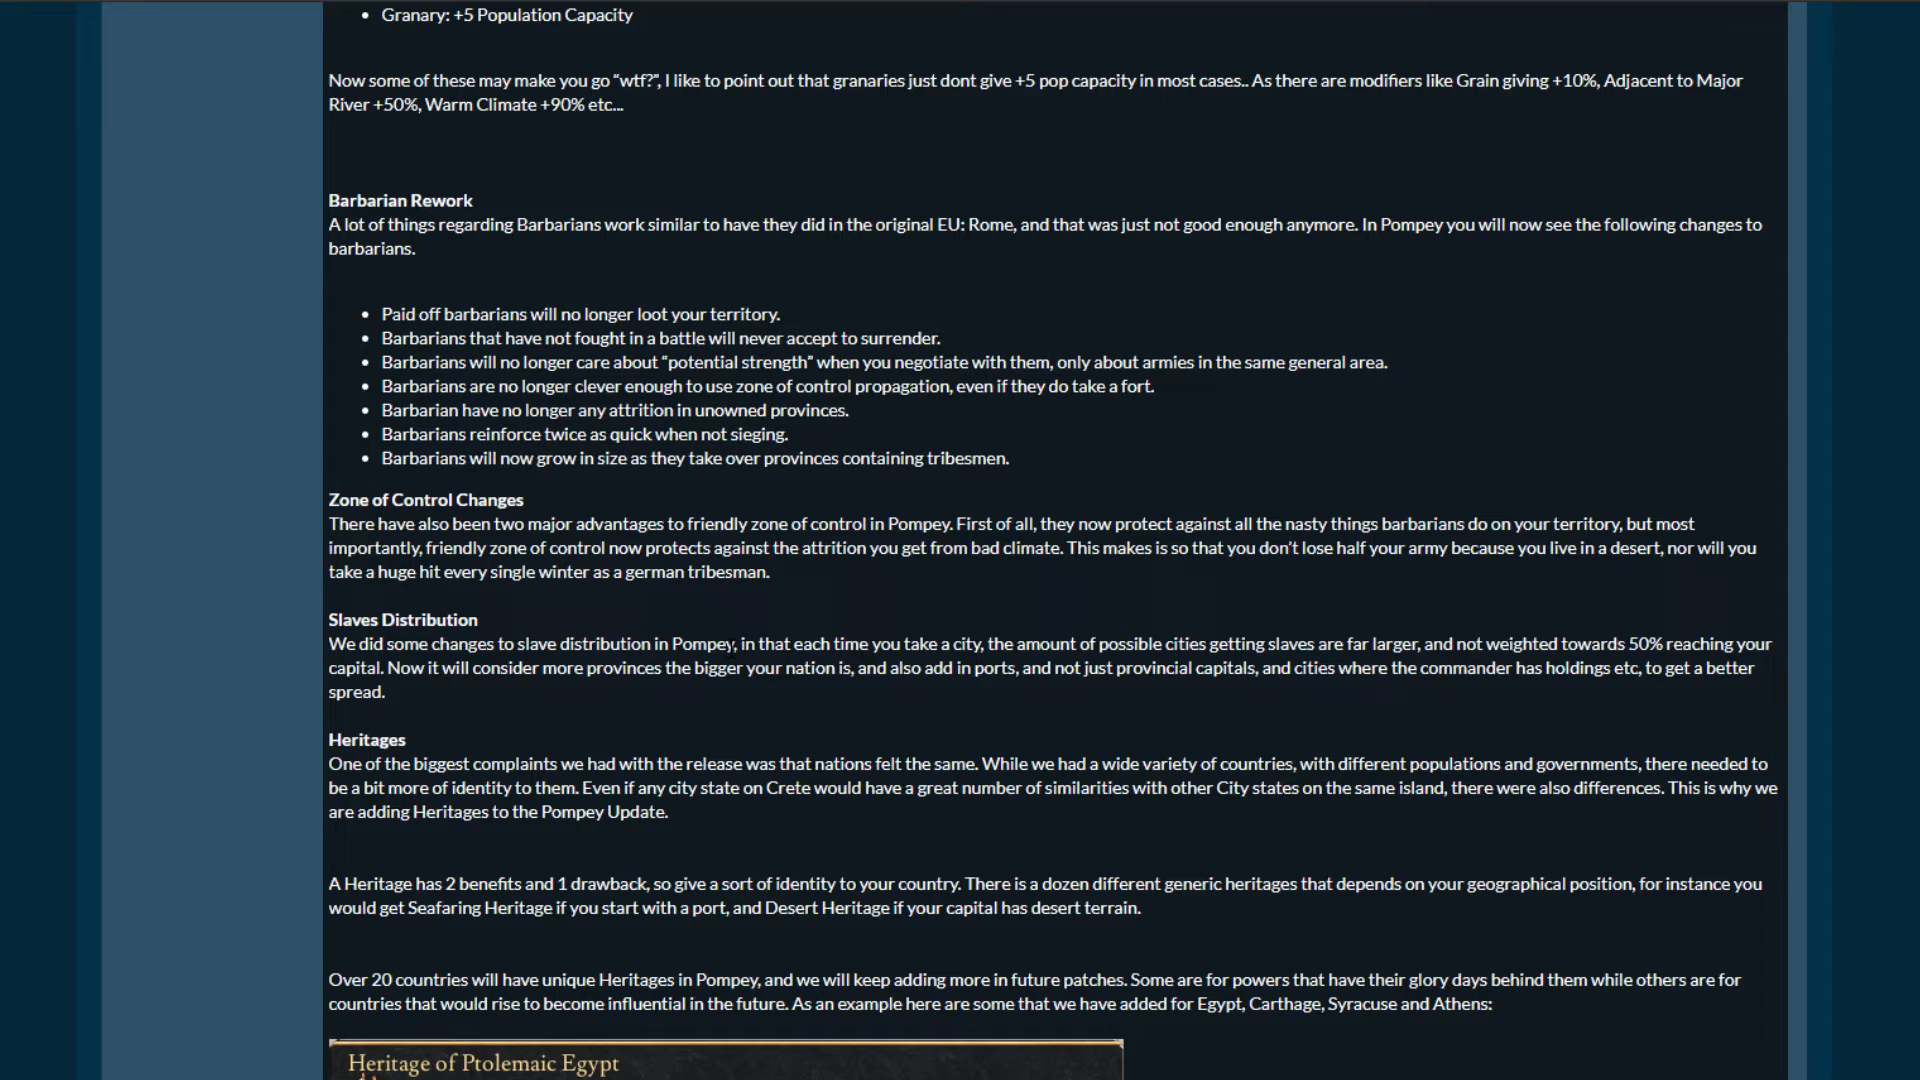 Granary: +5 Population Capacity
Now some of these may make you go “wtf?”, I like to point out that granaries just dont give +5 pop capacity in most cases.. As there are modifiers like Grain giving +10%, Adjacent to Major
River +50%, Warm Climate +90% etc...
Barbarian Rework
A lot of things regarding Barbarians work similar to have they did in the original EU: Rome, and that was just not good enough anymore. In Pompey you will now see the following changes to
barbarians.
Paid off barbarians will no longer loot your territory.
Barbarians that have not fought in a battle will never accept to surrender.
Barbarians will no longer care about “potential strength” when you negotiate with them, only about armies in the same general area.
Barbarians are no longer clever enough to use zone of control propagation, even if they do take a fort.
Barbarian have no longer any attrition in unowned provinces.
Barbarians reinforce twice as quick when not sieging.
Barbarians will now grow in size as they take over provinces containing tribesmen.
Zone of Control Changes
There have also been two major advantages to friendly zone of control in Pompey. First of all, they now protect against all the nasty things barbarians do on your territory, but most
importantly, friendly zone of control now protects against the attrition you get from bad climate. This makes is so that you don’t lose half your army because you live in a desert, nor will you
take a huge hit every single winter as a german tribesman.
Slaves Distribution
We did some changes to slave distribution in Pompey, in that each time you take a city, the amount of possible cities getting slaves are far larger, and not weighted towards 50% reaching your
capital. Now it will consider more provinces the bigger your nation is, and also add in ports, and not just provincial capitals, and cities where the commander has holdings etc, to get a better
spread.
Heritages
One of the biggest complaints we had with the release was that nations felt the same. While we had a wide variety of countries, with different populations and governments, there needed to
be a bit more of identity to them. Even if any city state on Crete would have a great number of similarities with other City states on the same island, there were also differences. This is why we
are adding Heritages to the Pompey Update.
A Heritage has 2 benefits and 1 drawback, so give a sort of identity to your country. There is a dozen different generic heritages that depends on your geographical position, for instance you
would get Seafaring Heritage if you start with a port, and Desert Heritage if your capital has desert terrain.
Over 20 countries will have unique Heritages in Pompey, and we will keep adding more in future patches. Some are for powers that have their glory days behind them while others are for
countries that would rise to become influential in the future. As an example here are some that we have added for Egypt, Carthage, Syracuse and Athens:
Heritage of Ptolemaic Egypt